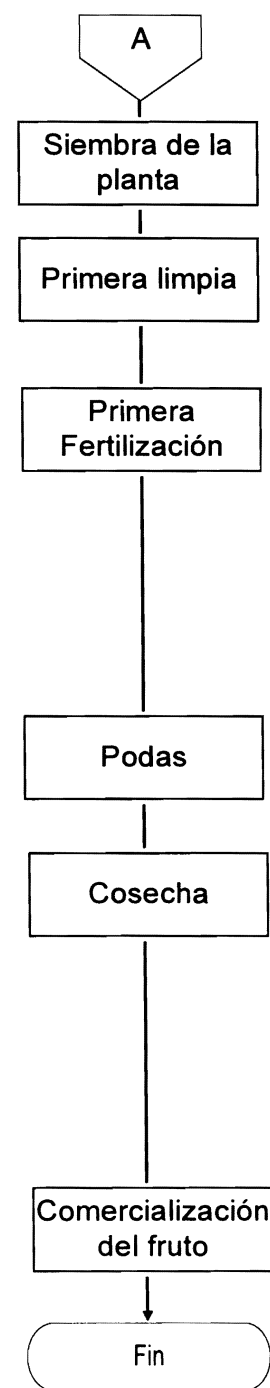 A
Siembra de la
planta
Primera limpia
Primera
Fertilización
Podas
Cosecha
Comercialización
del fruto
Fin